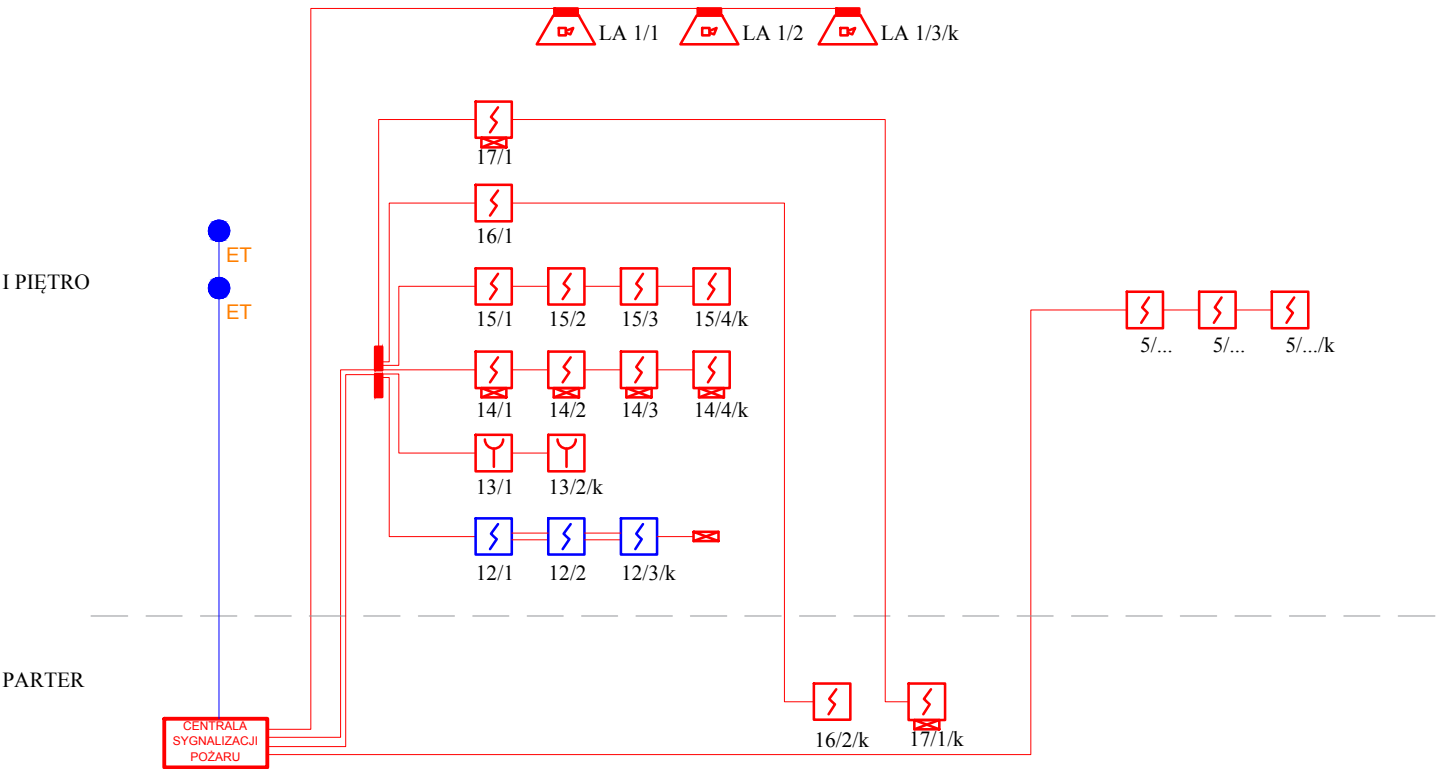 LA 1/1 LA 1/2 LA 1/3/k
17/1
16/1
ET
I PIĘTRO
ET
15/1 15/2 15/3 15/4/k
5/... 5/... 5/.../k
14/1 14/2 14/3 14/4/k
13/1 13/2/k
12/1 12/2 12/3/k
PARTER
CENTRALA
SYGNALIZACJI
POŻARU
16/2/k 17/1/k